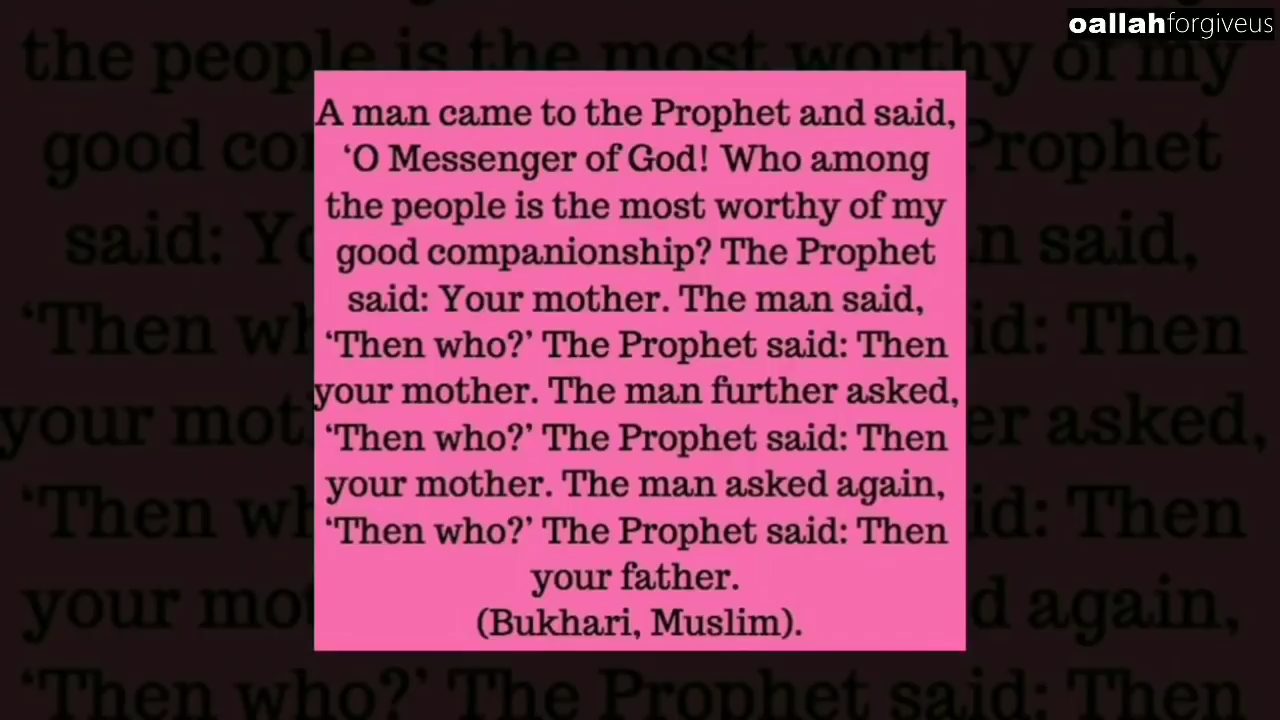 oallahforgiveus
A man came to the Prophet and said,
‘O Messenger of God! Who among
the people is the most worthy of my
good companionship? The Prophet
said: Your mother. The man said,
‘Then who?’ The Prophet said: Then
your mother. The man further asked,
‘Then who?’ The Prophet said: Then
your mother. The man asked again,
‘Then who?’ The Prophet said: Then
your father.
(Bukhari, Muslim).